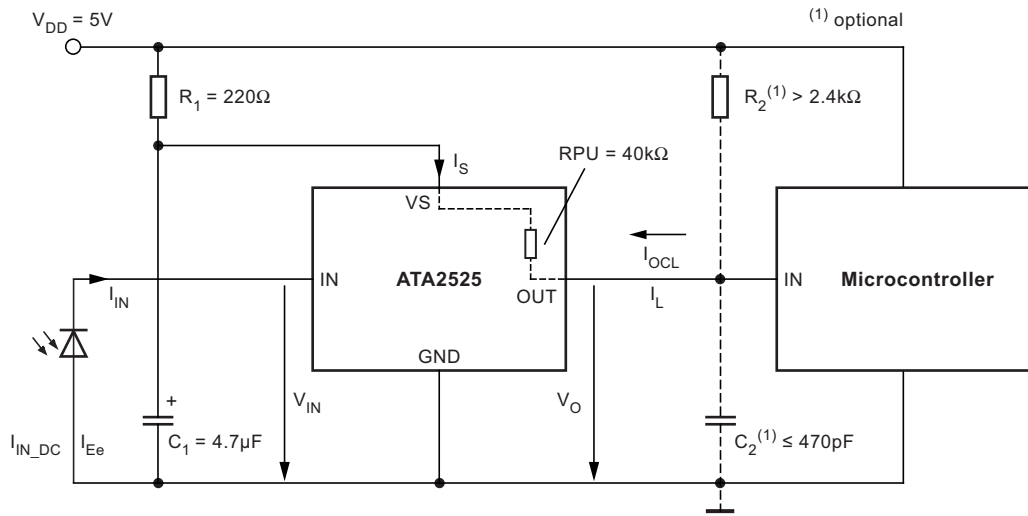 V_DD = 5V
(1) optional
R_1 = 220Ω
R_2^(1) > 2.4kΩ
RPU = 40kΩ
I_S
VS
I_OCL
IN
ATA2525
OUT
I_L
IN
Microcontroller
I_IN
GND
V_IN
V_O
+
C_1 = 4.7µF
C_2^(1) ≤ 470pF
I_IN_DC
I_Ee